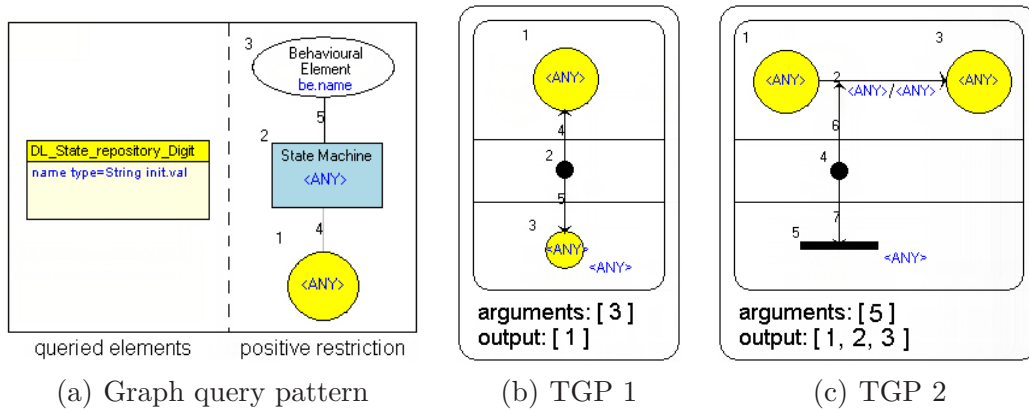 DL_State_repository_Digit
name type=String init.val
3
Behavioural
Element
be.name
5
2
State Machine
<ANY>
4
1
<ANY>
queried elements
positive restriction
(a) Graph query pattern
1
<ANY>
4
2
5
3
<ANY>
<ANY>
arguments: [ 3 ]
output: [ 1 ]
(b) TGP 1
1
3
<ANY>
2
<ANY>
<ANY>/<ANY>
6
4
7
5
<ANY>
arguments: [ 5 ]
output: [ 1, 2, 3 ]
(c) TGP 2